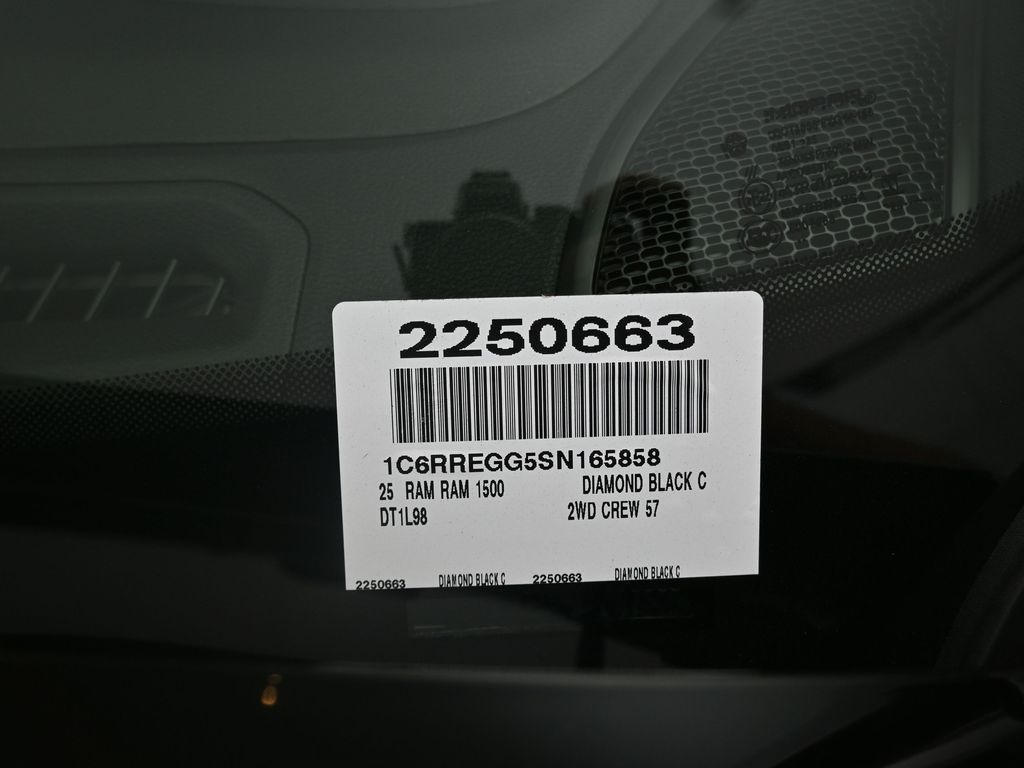 2250663
1C6RREGG5SN165858
25 RAM RAM 1500 DIAMOND BLACK C
DT1L98 2WD CREW 57
2250663 DIAMOND BLACK C 2250663 DIAMOND BLACK C